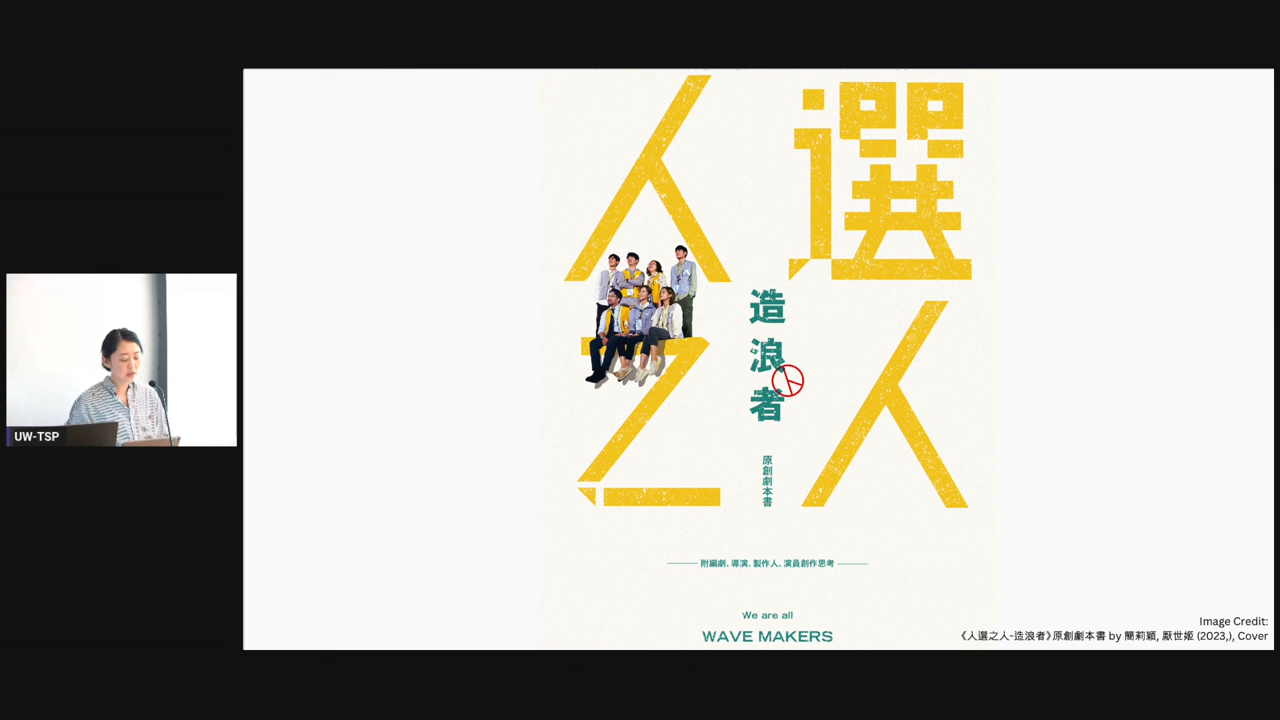 UW-TSP
人選
之人
造浪者
原創劇本書
附編劇、導演、製作人、演員創作思考
We are all
WAVE MAKERS
Image Credit:
《人選之人-造浪者》原創劇本書 by 簡莉穎, 厭世姬 (2023,), Cover